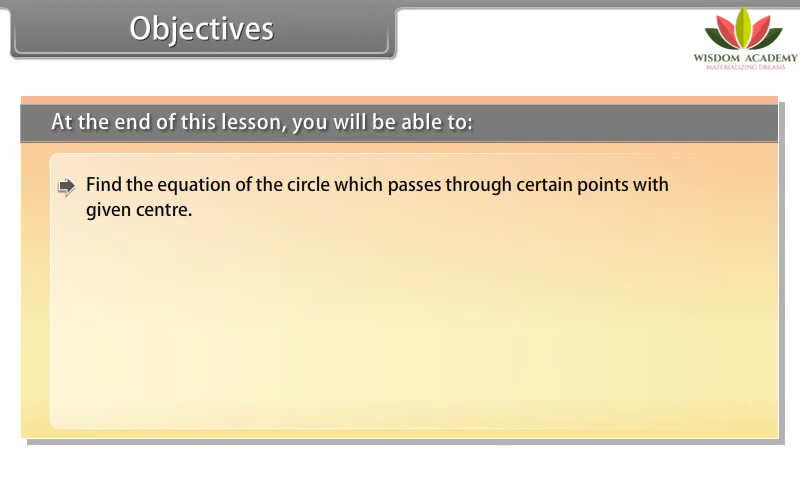 Objectives
WISDOM ACADEMY
MATERIALIZING DREAMS
At the end of this lesson, you will be able to:
Find the equation of the circle which passes through certain points with
given centre.